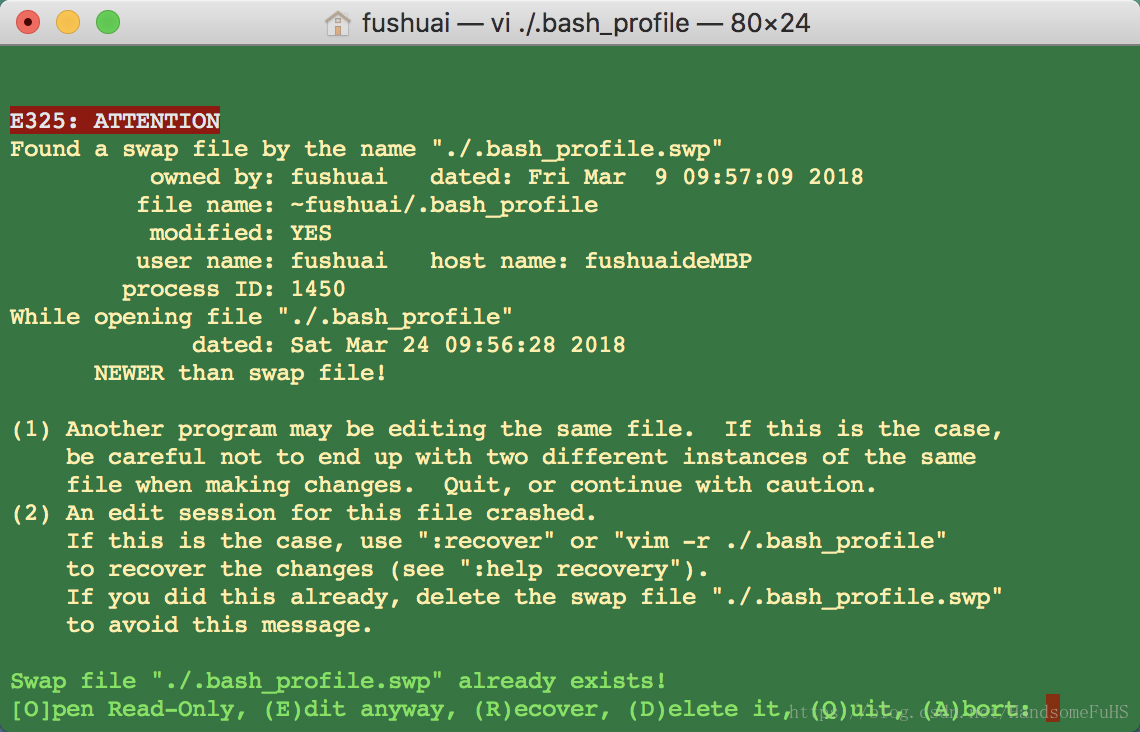 fushuai — vi ./.bash_profile — 80×24
E325: ATTENTION
Found a swap file by the name "./.bash_profile.swp"
owned by: fushuai   dated: Fri Mar  9 09:57:09 2018
file name: ~fushuai/.bash_profile
modified: YES
user name: fushuai   host name: fushuaideMBP
process ID: 1450
While opening file "./.bash_profile"
dated: Sat Mar 24 09:56:28 2018
NEWER than swap file!
(1) Another program may be editing the same file.  If this is the case,
be careful not to end up with two different instances of the same
file when making changes.  Quit, or continue with caution.
(2) An edit session for this file crashed.
If this is the case, use ":recover" or "vim -r ./.bash_profile"
to recover the changes (see ":help recovery").
If you did this already, delete the swap file "./.bash_profile.swp"
to avoid this message.
Swap file "./.bash_profile.swp" already exists!
[O]pen Read-Only, (E)dit anyway, (R)ecover, (D)elete it, (Q)uit, (A)bort:
https://blog.csdn.net/HandsomeFuHS